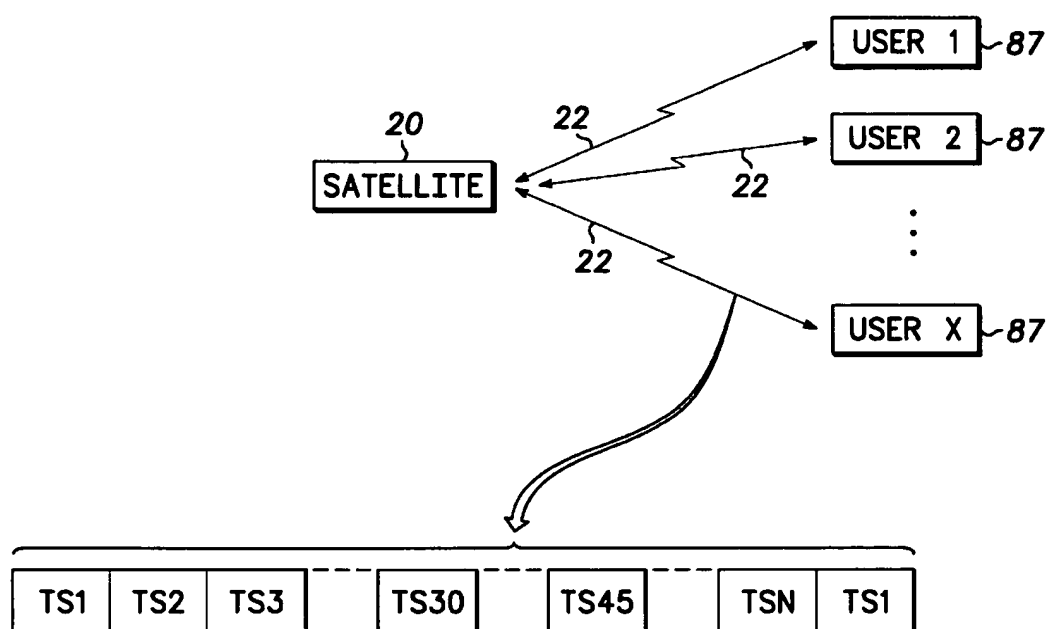 USER 1 87
20 22 USER 2 87
SATELLITE 22
22
USER X 87
TS1 TS2 TS3 TS30 TS45 TSN TS1